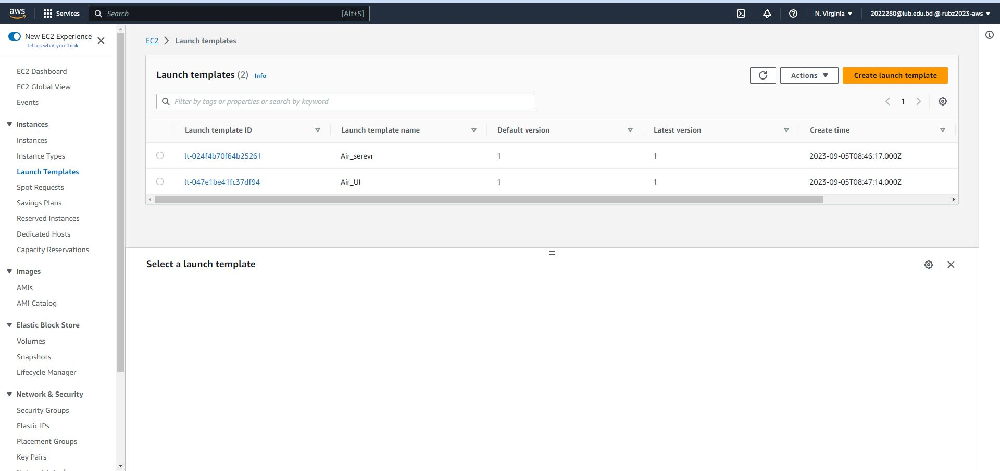 aws Services Search [Alt+S] N. Virginia 2022280@iub.edu.bd @ rubz2023-aws
New EC2 Experience
Tell us what you think
EC2 Dashboard
EC2 Global View
Events
Instances
Instances
Instance Types
Launch Templates
Spot Requests
Savings Plans
Reserved Instances
Dedicated Hosts
Capacity Reservations
Images
AMIs
AMI Catalog
Elastic Block Store
Volumes
Snapshots
Lifecycle Manager
Network & Security
Security Groups
Elastic IPs
Placement Groups
Key Pairs
EC2 Launch templates
Launch templates (2) Info Actions Create launch template
Filter by tags or properties or search by keyword 1
Launch template ID Launch template name Default version Latest version Create time
lt-024f4b70f64b25261 Air_serevr 1 1 2023-09-05T08:46:17.000Z
lt-047e1be41fc37df94 Air_UI 1 1 2023-09-05T08:47:14.000Z
Select a launch template